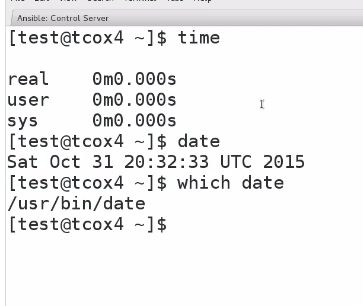 Ansible: Control Server
[test@tcox4 ~]$ time
real 0m0.000s
user 0m0.000s
sys 0m0.000s
[test@tcox4 ~]$ date
Sat Oct 31 20:32:33 UTC 2015
[test@tcox4 ~]$ which date
/usr/bin/date
[test@tcox4 ~]$